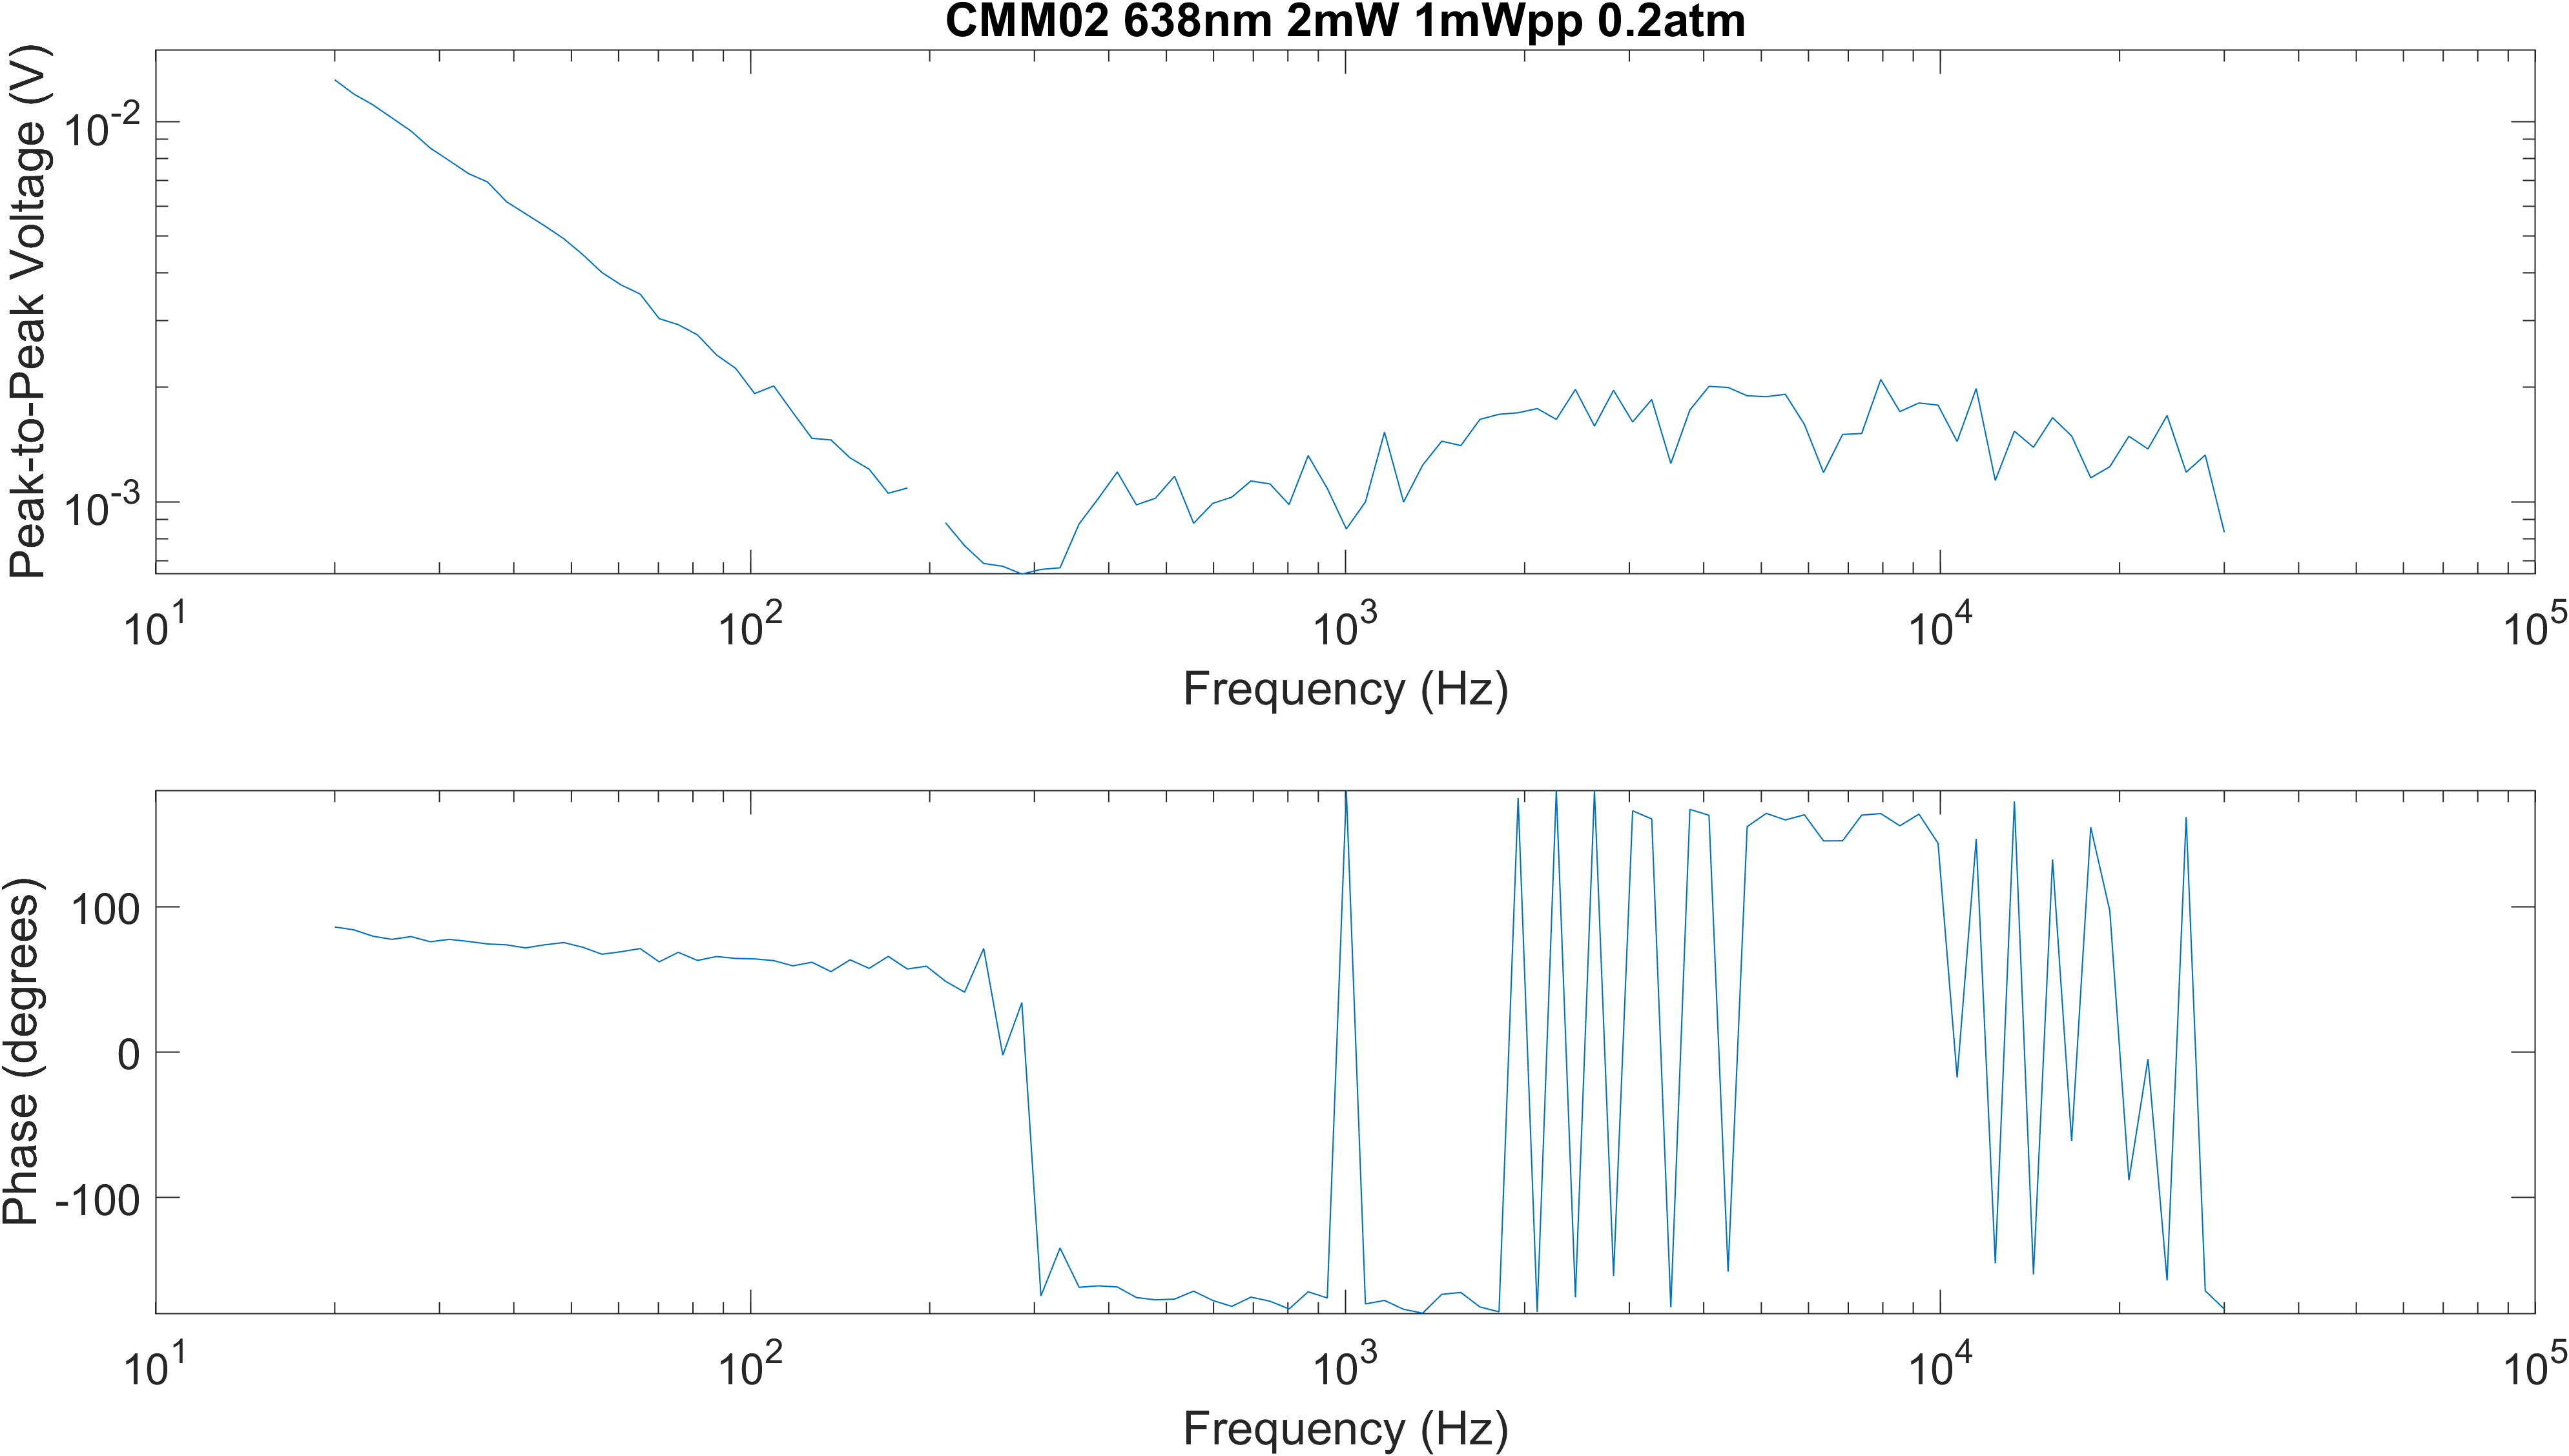 CMM02 638nm 2mW 1mWpp 0.2atm
Peak-to-Peak Voltage (V)
10^-2
10^-3
10^1 10^2 10^3 10^4 10^5
Frequency (Hz)
Phase (degrees)
100
0
-100
10^1 10^2 10^3 10^4 10^5
Frequency (Hz)